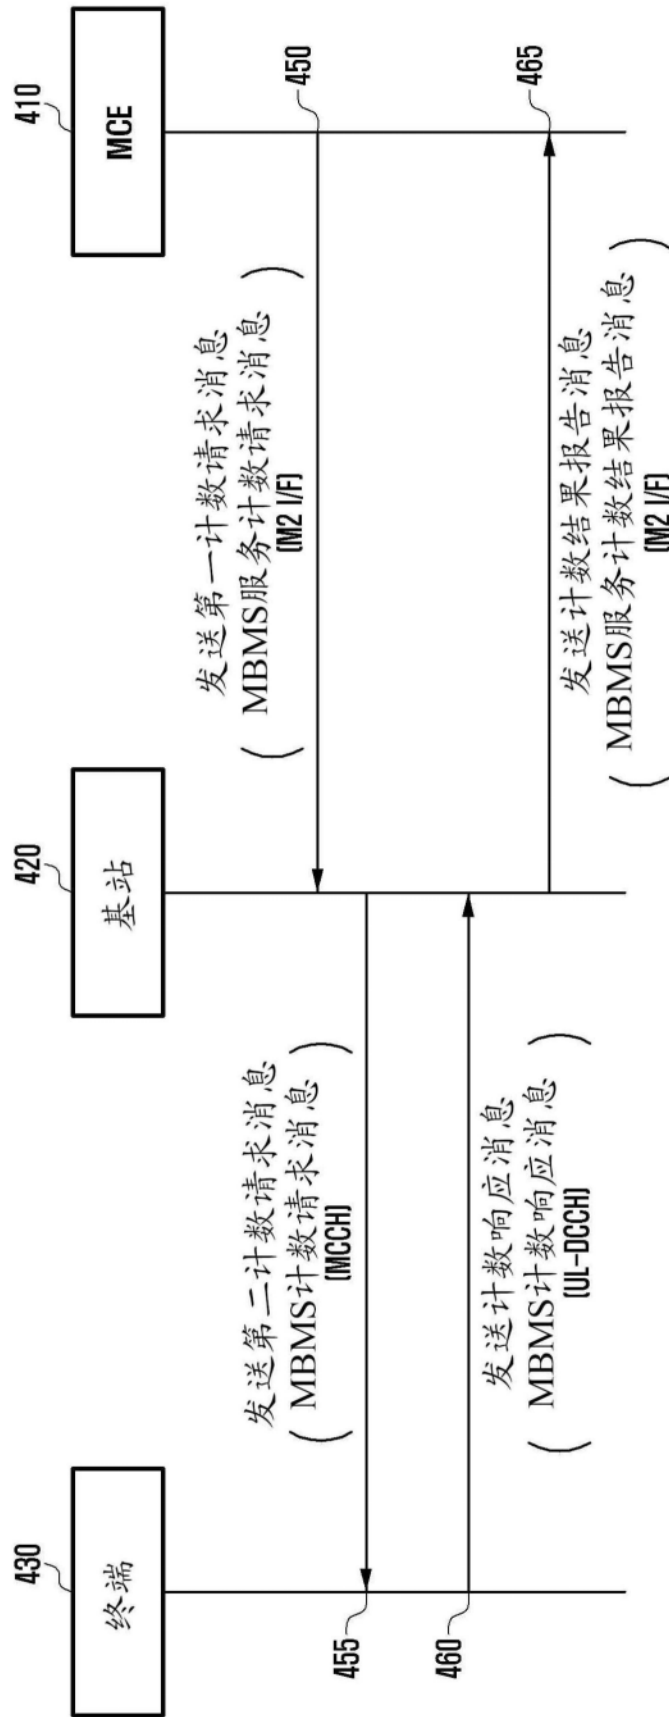 430
终端
420
基站
410
MCE
发送第一计数请求消息
MBMS服务计数请求消息
(M2 I/F)
450
发送第二计数请求消息
MBMS计数请求消息
(MCCH)
455
发送计数响应消息
MBMS计数响应消息
(UL-DCCH)
460
发送计数结果报告消息
MBMS服务计数结果报告消息
(M2 I/F)
465